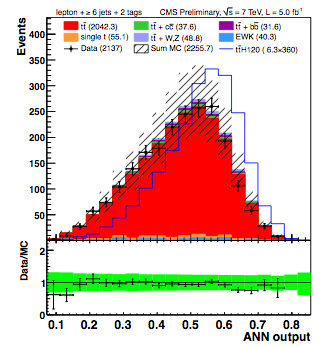 lepton + ≥ 6 jets + 2 tags
CMS Preliminary, √s = 7 TeV, L = 5.0 fb⁻¹
tt̄ (2042.3)
tt̄ + cc̄ (37.6)
tt̄ + bb̄ (31.6)
single t (55.1)
tt̄ + W,Z (48.8)
EWK (40.3)
Data (2137)
Sum MC (2255.7)
tt̄H120 ( 6.3x360)
Events
400
350
300
250
200
150
100
50
Data/MC
2
1
0
0.1 0.2 0.3 0.4 0.5 0.6 0.7 0.8
ANN output